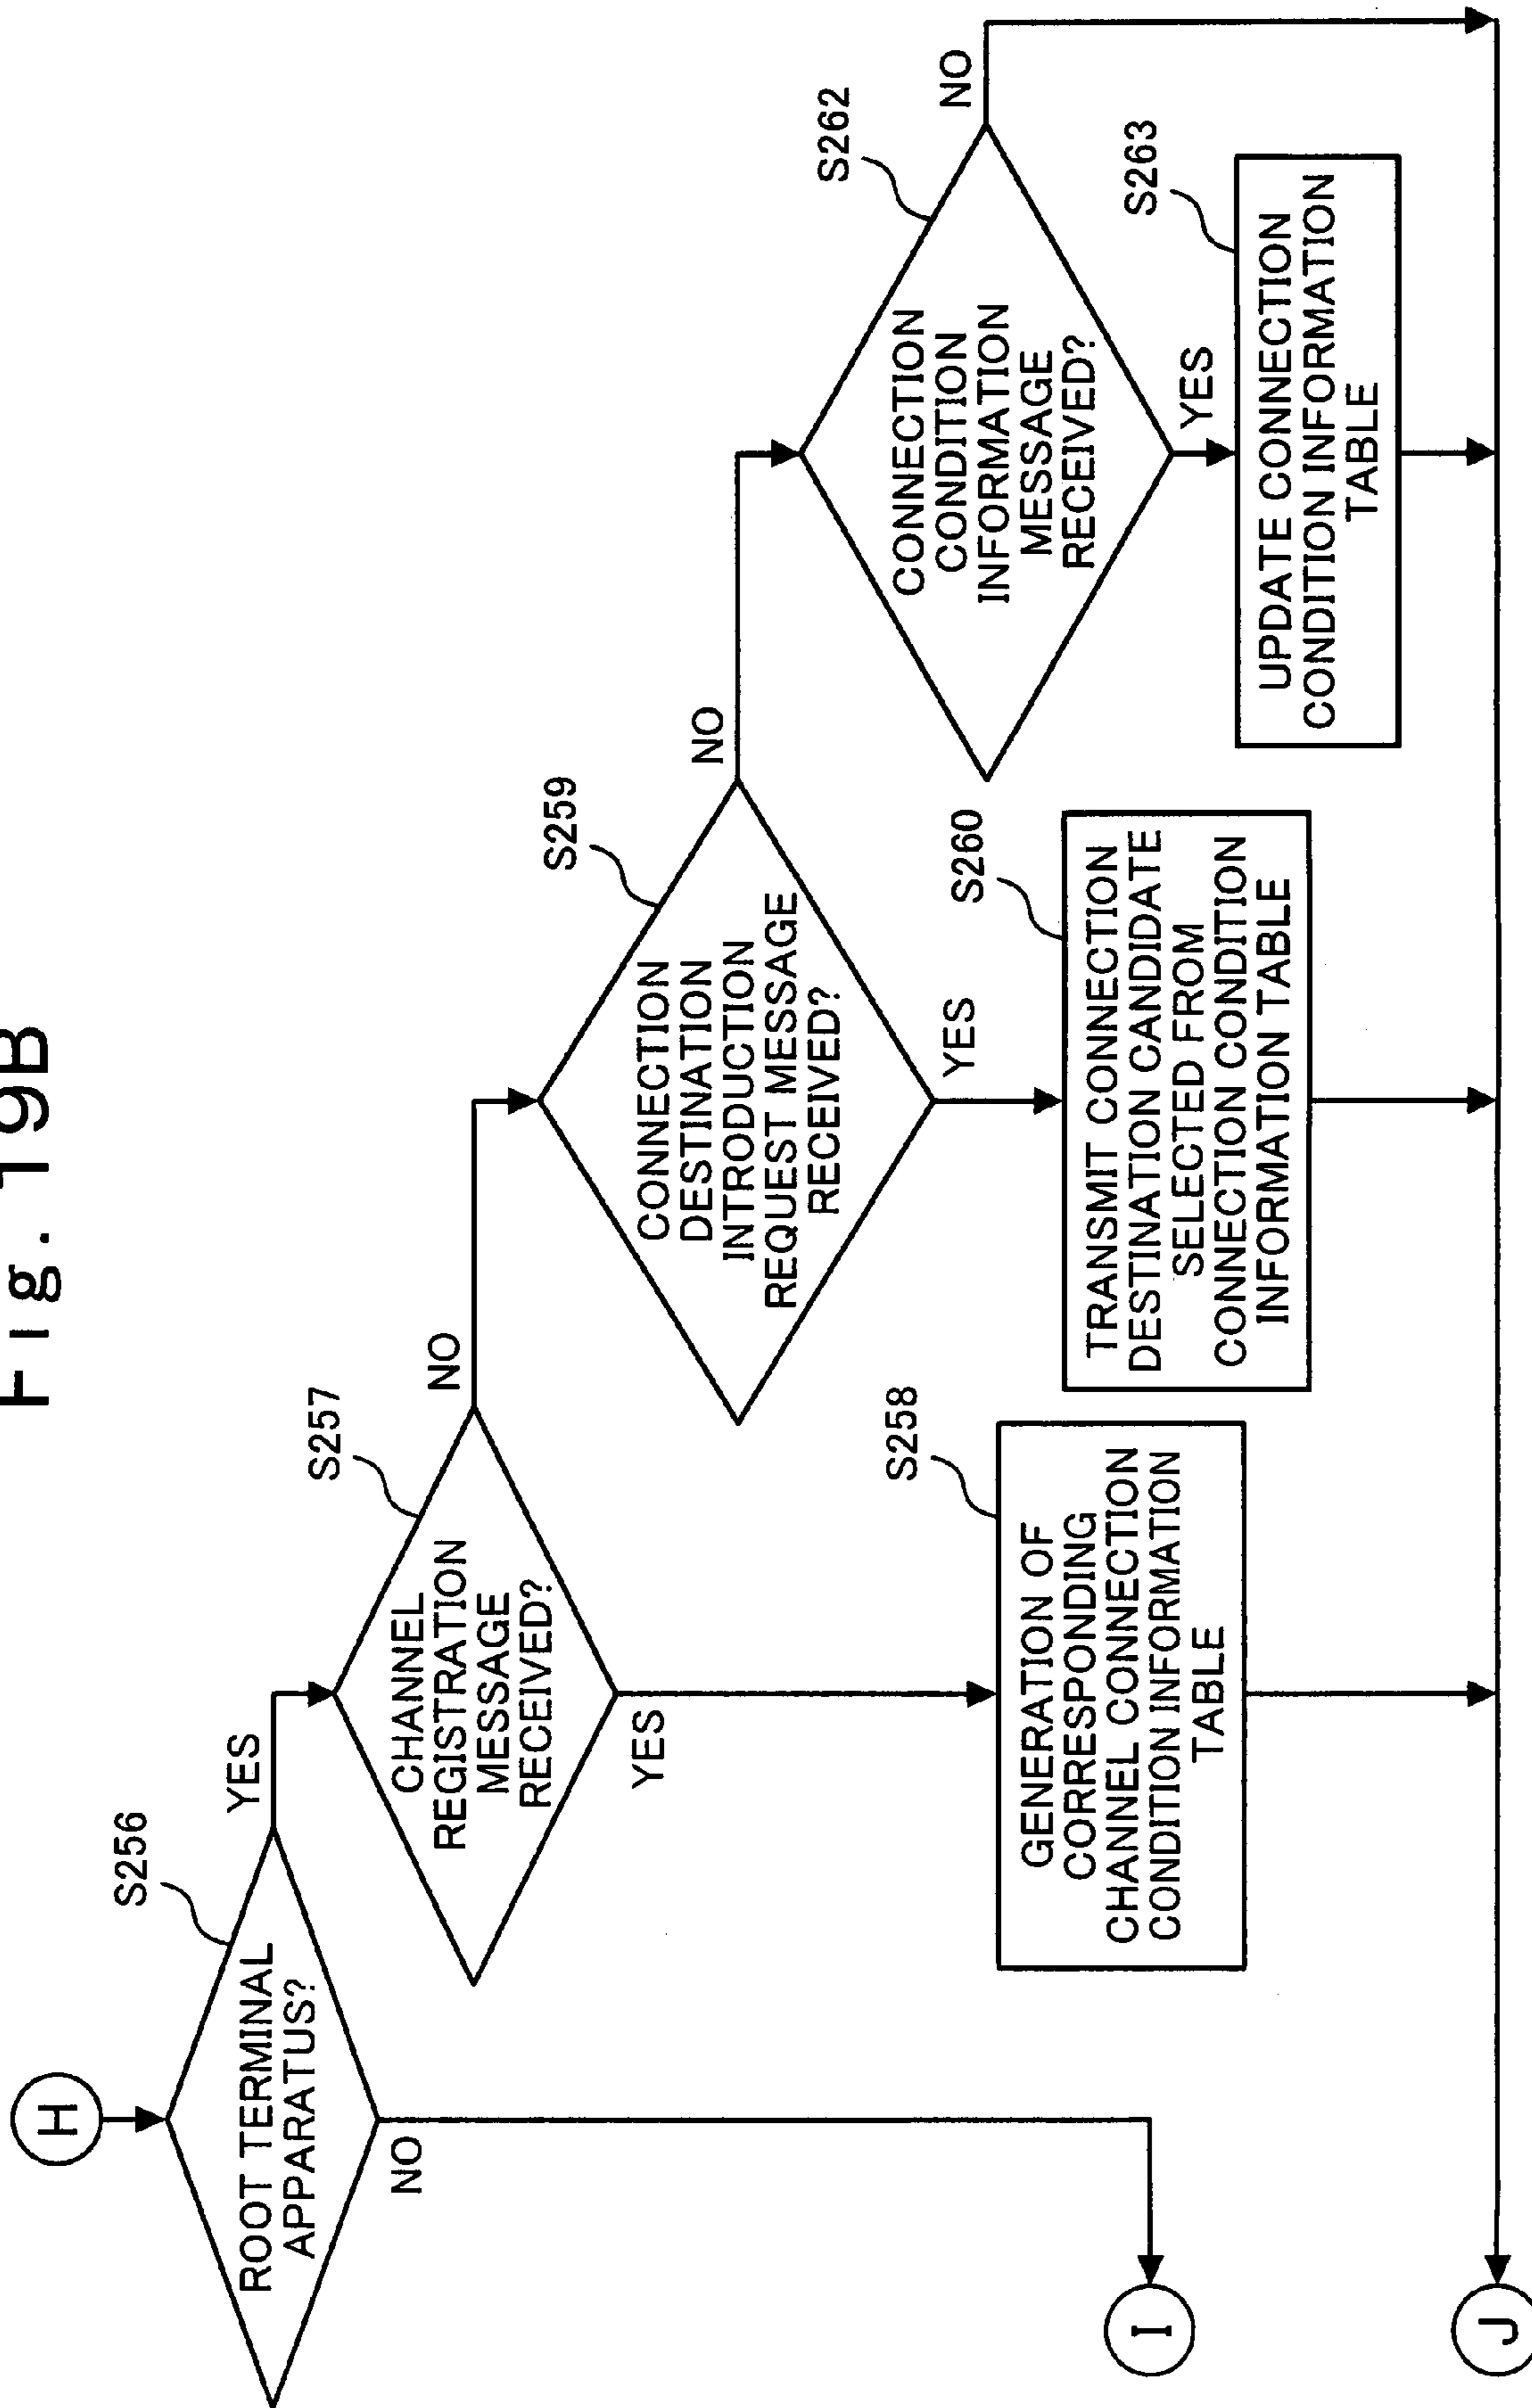 Fig. 19B
H
S256
ROOT TERMINAL
APPARATUS?
YES
NO
S257
CHANNEL
REGISTRATION
MESSAGE
RECEIVED?
NO
YES
S258
GENERATION OF
CORRESPONDING
CHANNEL CONNECTION
CONDITION INFORMATION
TABLE
S259
CONNECTION
DESTINATION
INTRODUCTION
REQUEST MESSAGE
RECEIVED?
NO
YES
S260
TRANSMIT CONNECTION
DESTINATION CANDIDATE
SELECTED FROM
CONNECTION CONDITION
INFORMATION TABLE
S262
CONNECTION
CONDITION
INFORMATION
MESSAGE
RECEIVED?
NO
YES
S263
UPDATE CONNECTION
CONDITION INFORMATION
TABLE
I
J